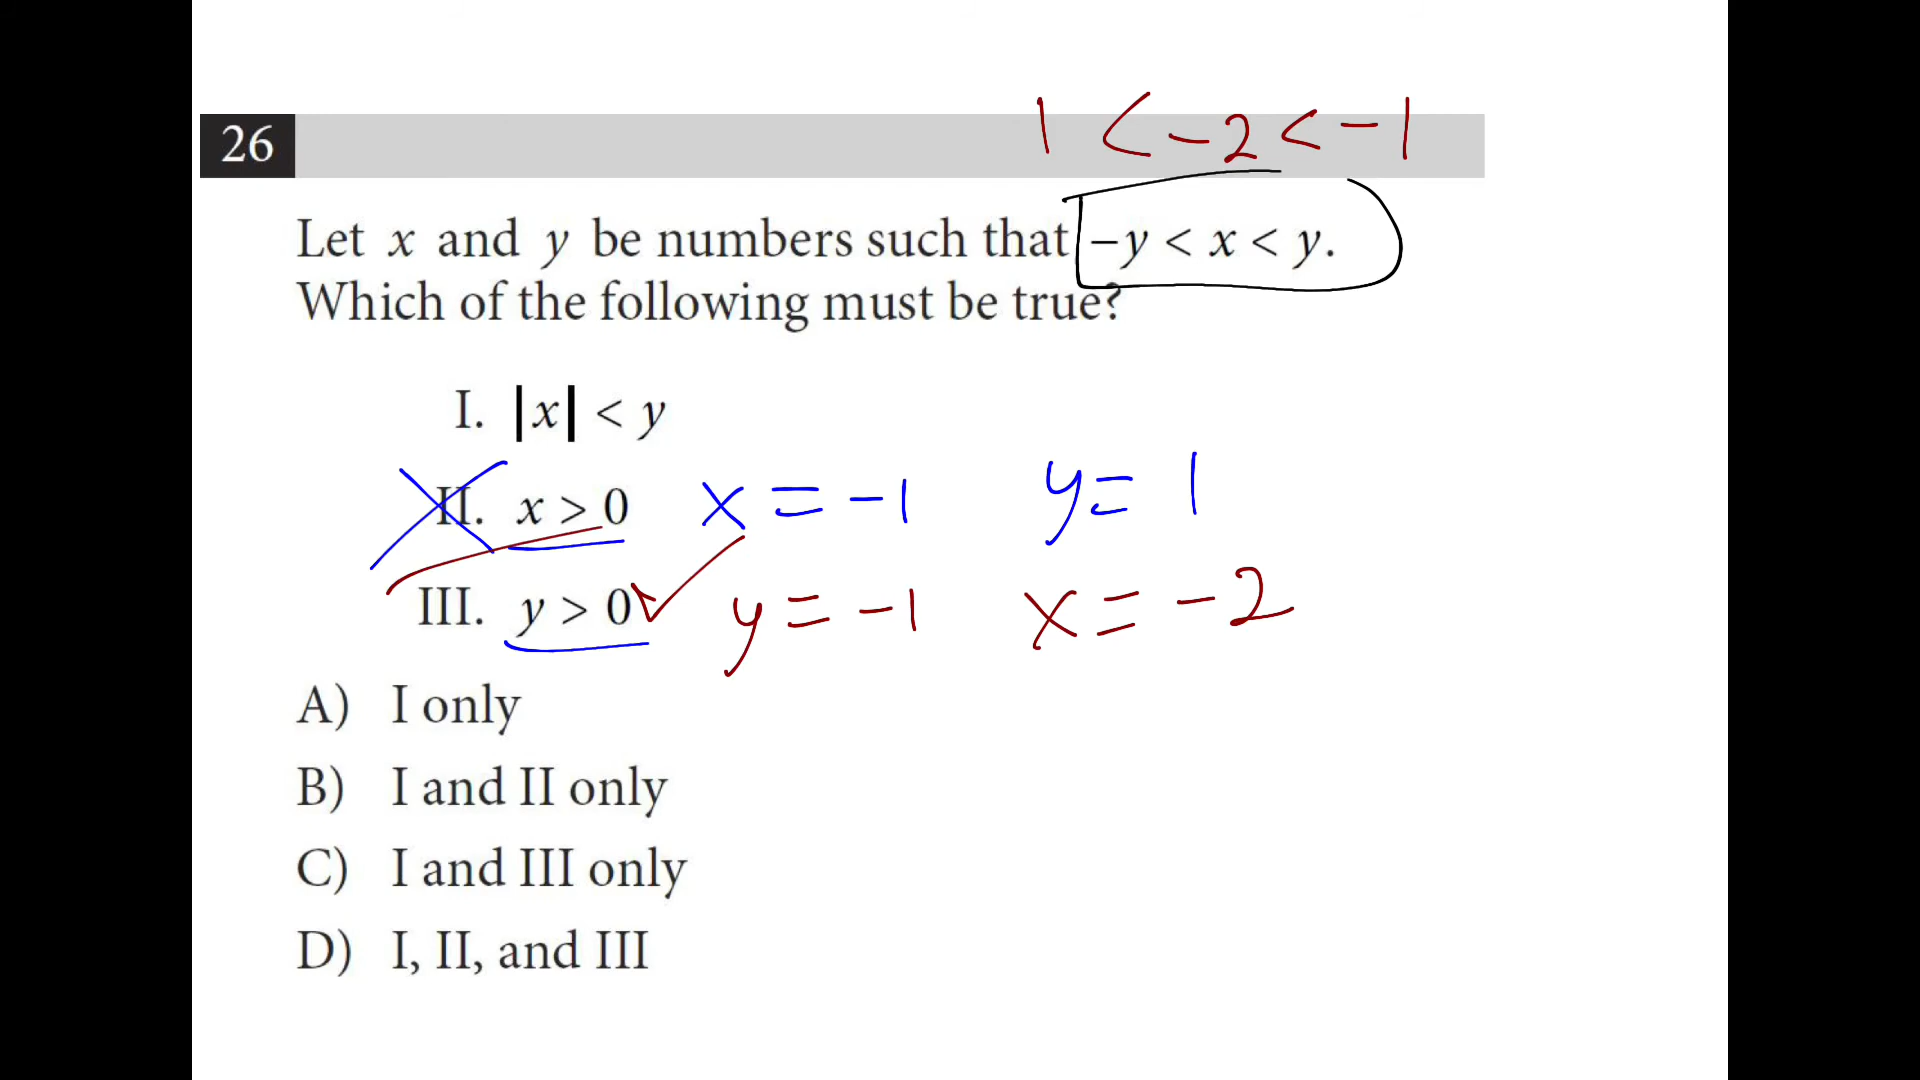 1 < -2 < -1
26
Let x and y be numbers such that −y < x < y.
Which of the following must be true?
I. |x| < y
II. x > 0 x = -1 y = 1
III. y > 0 y = -1 x = -2
A) I only
B) I and II only
C) I and III only
D) I, II, and III